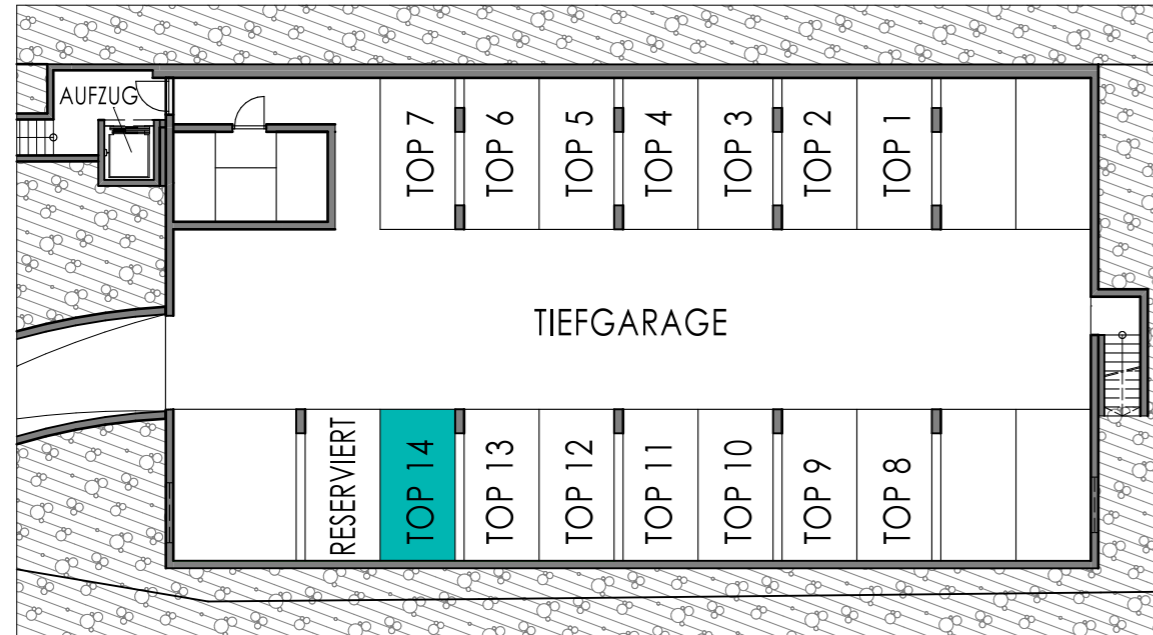 AUFZUG
TOP 7
TOP 6
TOP 5
TOP 4
TOP 3
TOP 2
TOP 1
TIEFGARAGE
RESERVIERT
TOP 14
TOP 13
TOP 12
TOP 11
TOP 10
TOP 9
TOP 8